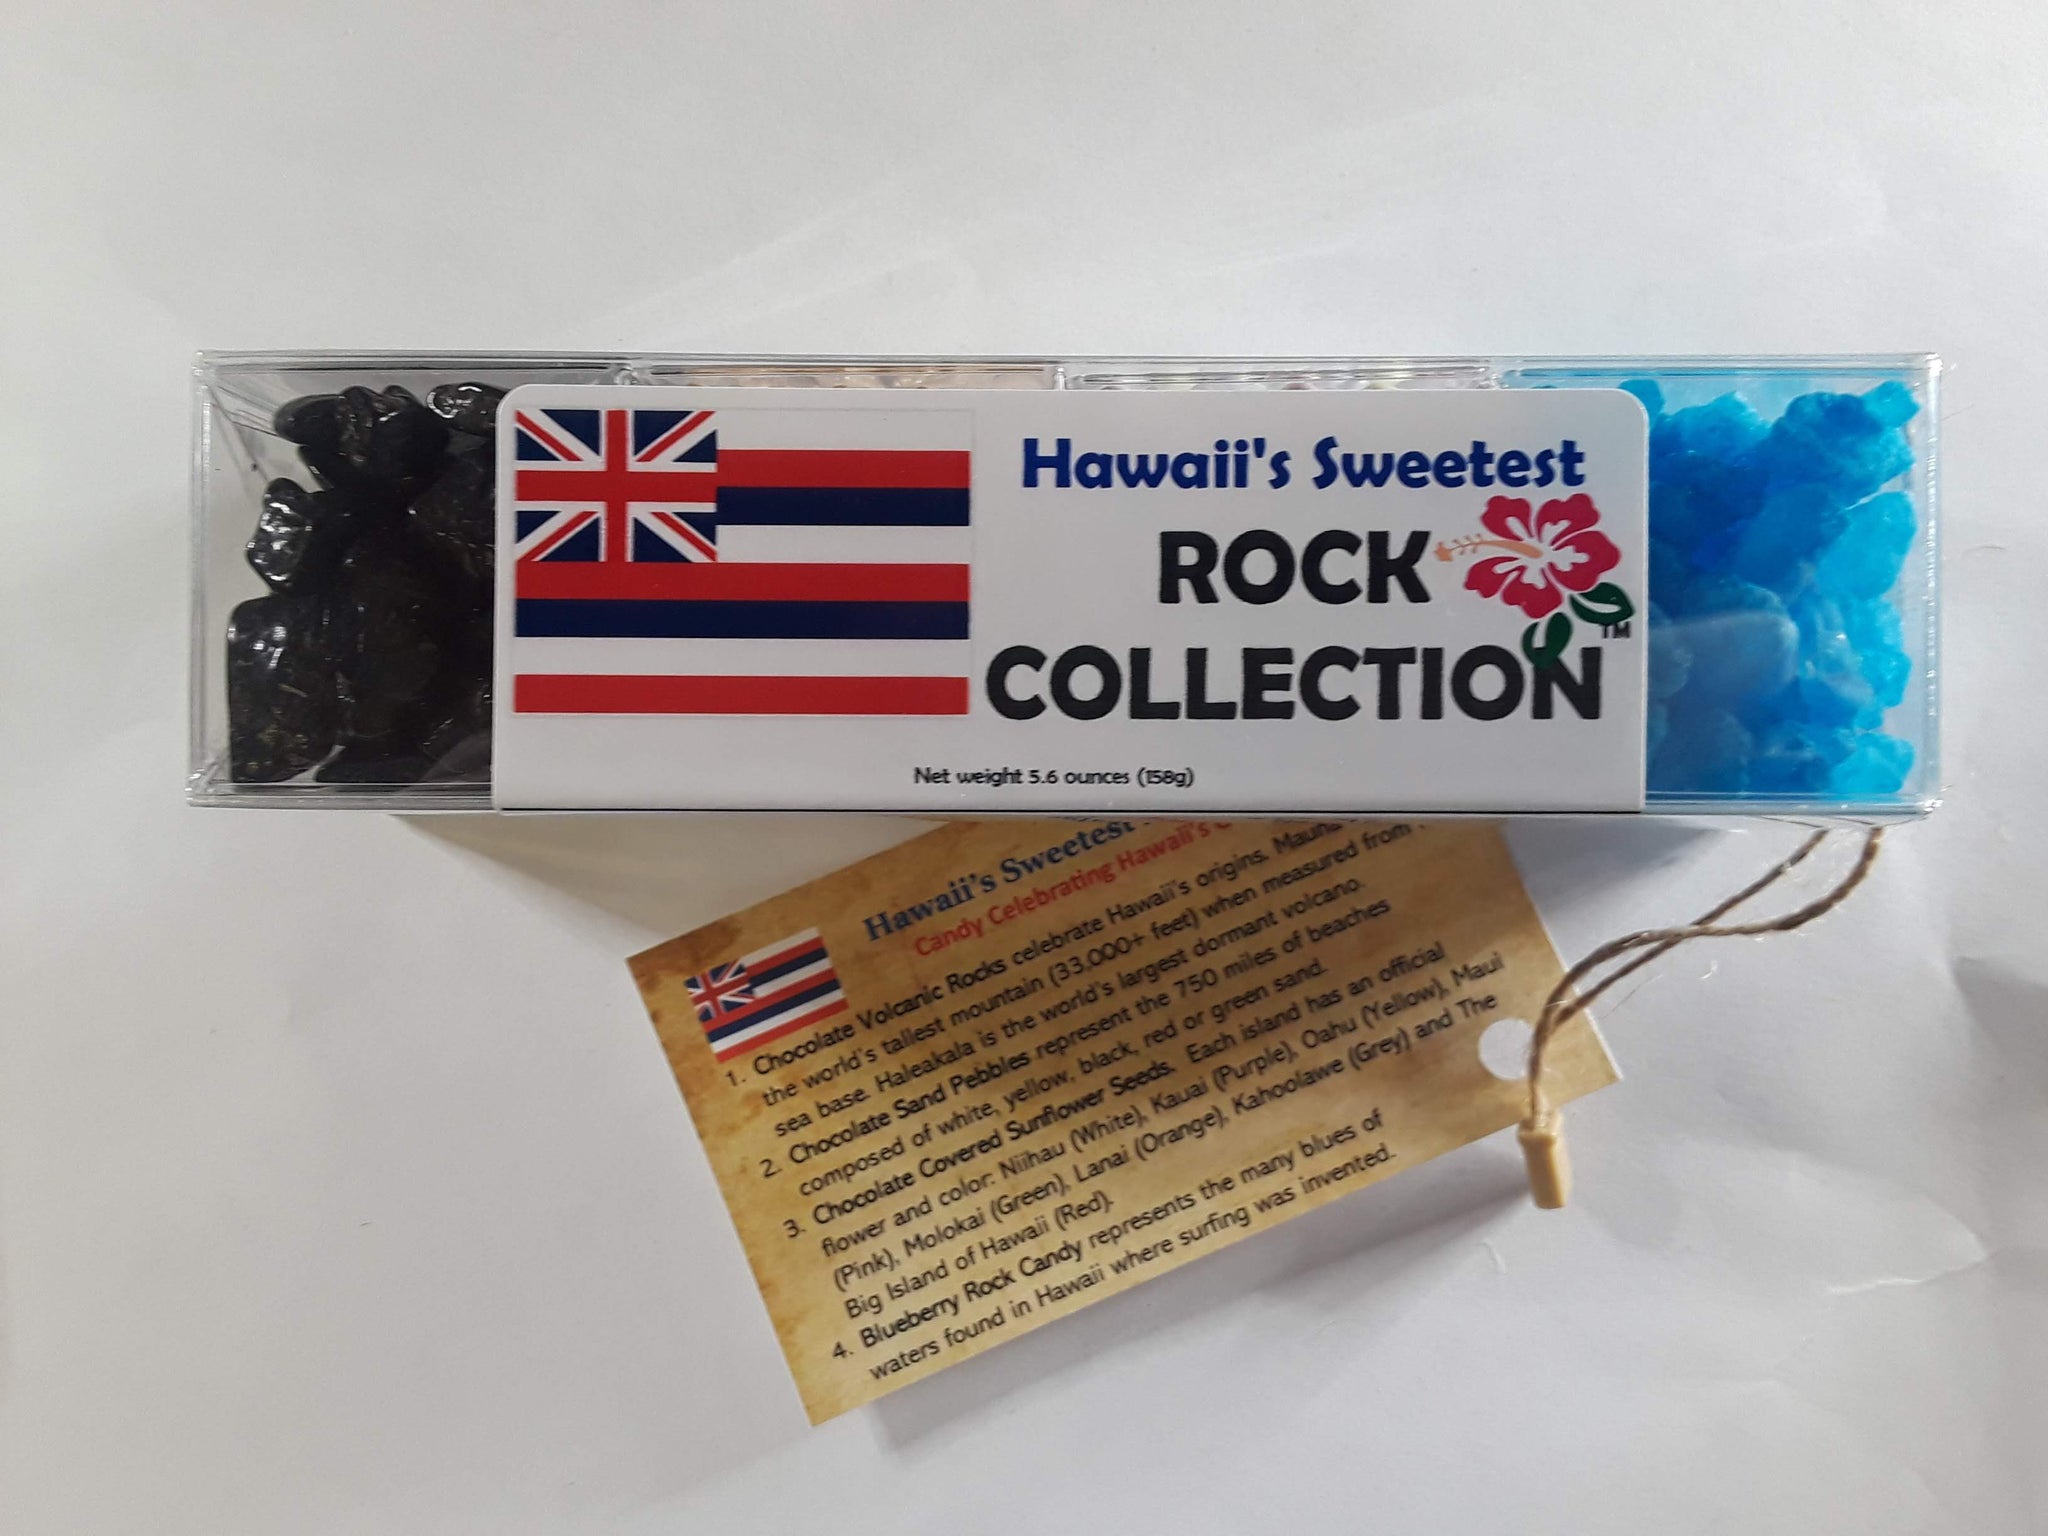 Hawaii's Sweetest
ROCK
COLLECTION
TM
Net weight 5.6 ounces (158g)
Hawaii's Sweetest
Candy Celebrating Hawaii's
1. Chocolate Volcanic Rocks celebrate Hawaii's origins. Mauna
the world's tallest mountain (33,000+ feet) when measured from
sea base. Haleakala is the world's largest dormant volcano.
2. Chocolate Sand Pebbles represent the 750 miles of beaches
composed of white, yellow, black, red or green sand.
3. Chocolate Covered Sunflower Seeds. Each island has an official
flower and color: Niihau (White), Kauai (Purple), Oahu (Yellow), Maui
(Pink), Molokai (Green), Lanai (Orange), Kahoolawe (Grey) and The
Big Island of Hawaii (Red).
4. Blueberry Rock Candy represents the many blues of
waters found in Hawaii where surfing was invented.